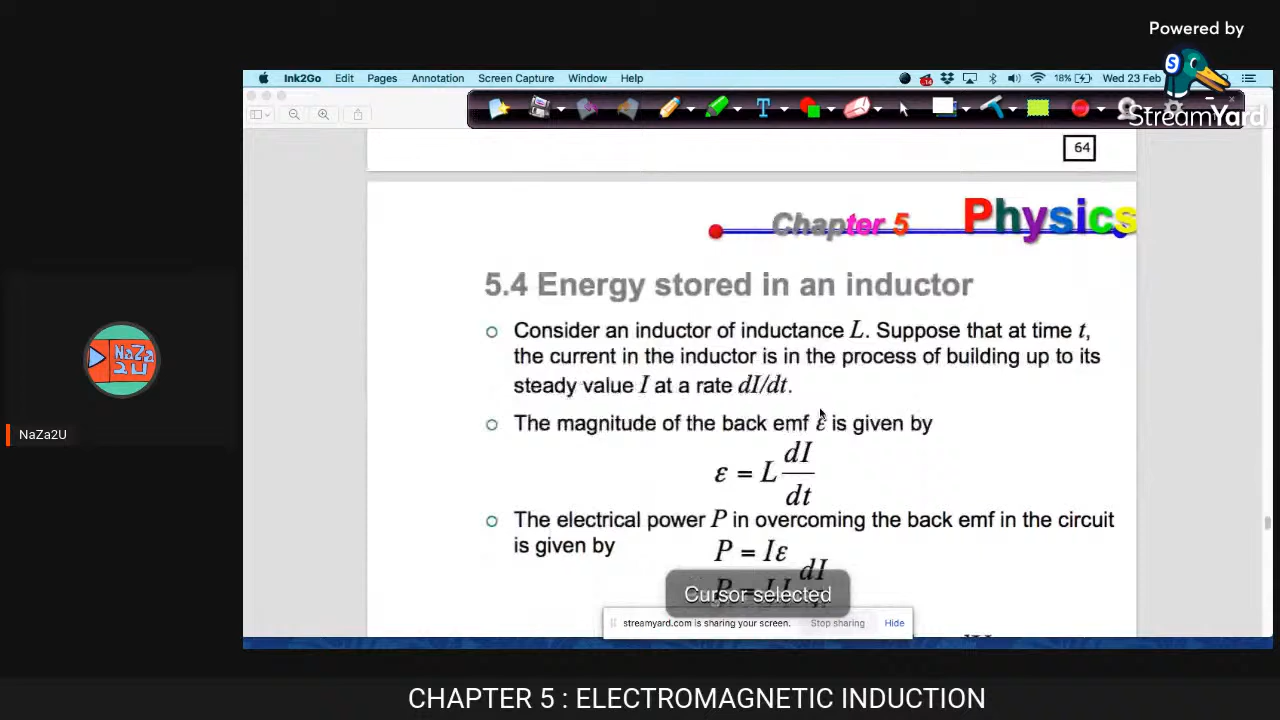 Powered by
StreamYard
Ink2Go Edit Pages Annotation Screen Capture Window Help
18% Wed 23 Feb
64
Chapter 5 Physics
5.4 Energy stored in an inductor
Consider an inductor of inductance L. Suppose that at time t,
the current in the inductor is in the process of building up to its
steady value I at a rate dI/dt.
The magnitude of the back emf ε is given by
ε = L dI/dt
The electrical power P in overcoming the back emf in the circuit
is given by
P = Iε
dI
Cursor selected
streamyard.com is sharing your screen. Stop sharing Hide
NaZa
2U
NaZa2U
CHAPTER 5 : ELECTROMAGNETIC INDUCTION